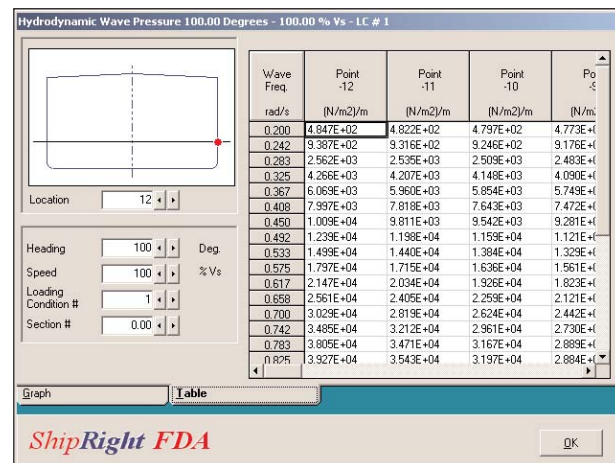 Hydrodynamic Wave Pressure 100.00 Degrees - 100.00 % Vs - LC # 1
Location 12
Heading 100 Deg.
Speed 100 % Vs
Loading Condition # 1
Section # 0.00
Wave Freq. Point -12 Point -11 Point -10
rad/s (N/m2)/m (N/m2)/m (N/m2)/m
0.200 4.847E+02 4.822E+02 4.797E+02
0.242 9.387E+02 9.316E+02 9.246E+02
0.283 2.562E+03 2.535E+03 2.509E+03
0.325 4.266E+03 4.207E+03 4.148E+03
0.367 6.069E+03 5.960E+03 5.854E+03
0.408 7.997E+03 7.818E+03 7.643E+03
0.450 1.009E+04 9.811E+03 9.542E+03
0.492 1.239E+04 1.198E+04 1.159E+04
0.533 1.499E+04 1.440E+04 1.384E+04
0.575 1.797E+04 1.715E+04 1.636E+04
0.617 2.147E+04 2.034E+04 1.926E+04
0.658 2.561E+04 2.405E+04 2.259E+04
0.700 3.029E+04 2.819E+04 2.624E+04
0.742 3.485E+04 3.212E+04 2.961E+04
0.783 3.805E+04 3.471E+04 3.167E+04
0.825 3.927E+04 3.543E+04 3.197E+04
Graph Table
ShipRight FDA
OK